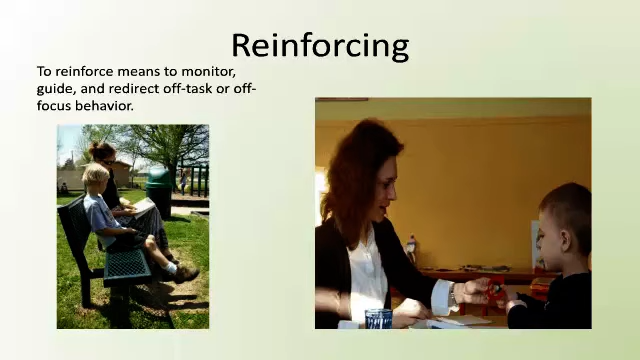 Reinforcing
To reinforce means to monitor,
guide, and redirect off-task or off-
focus behavior.